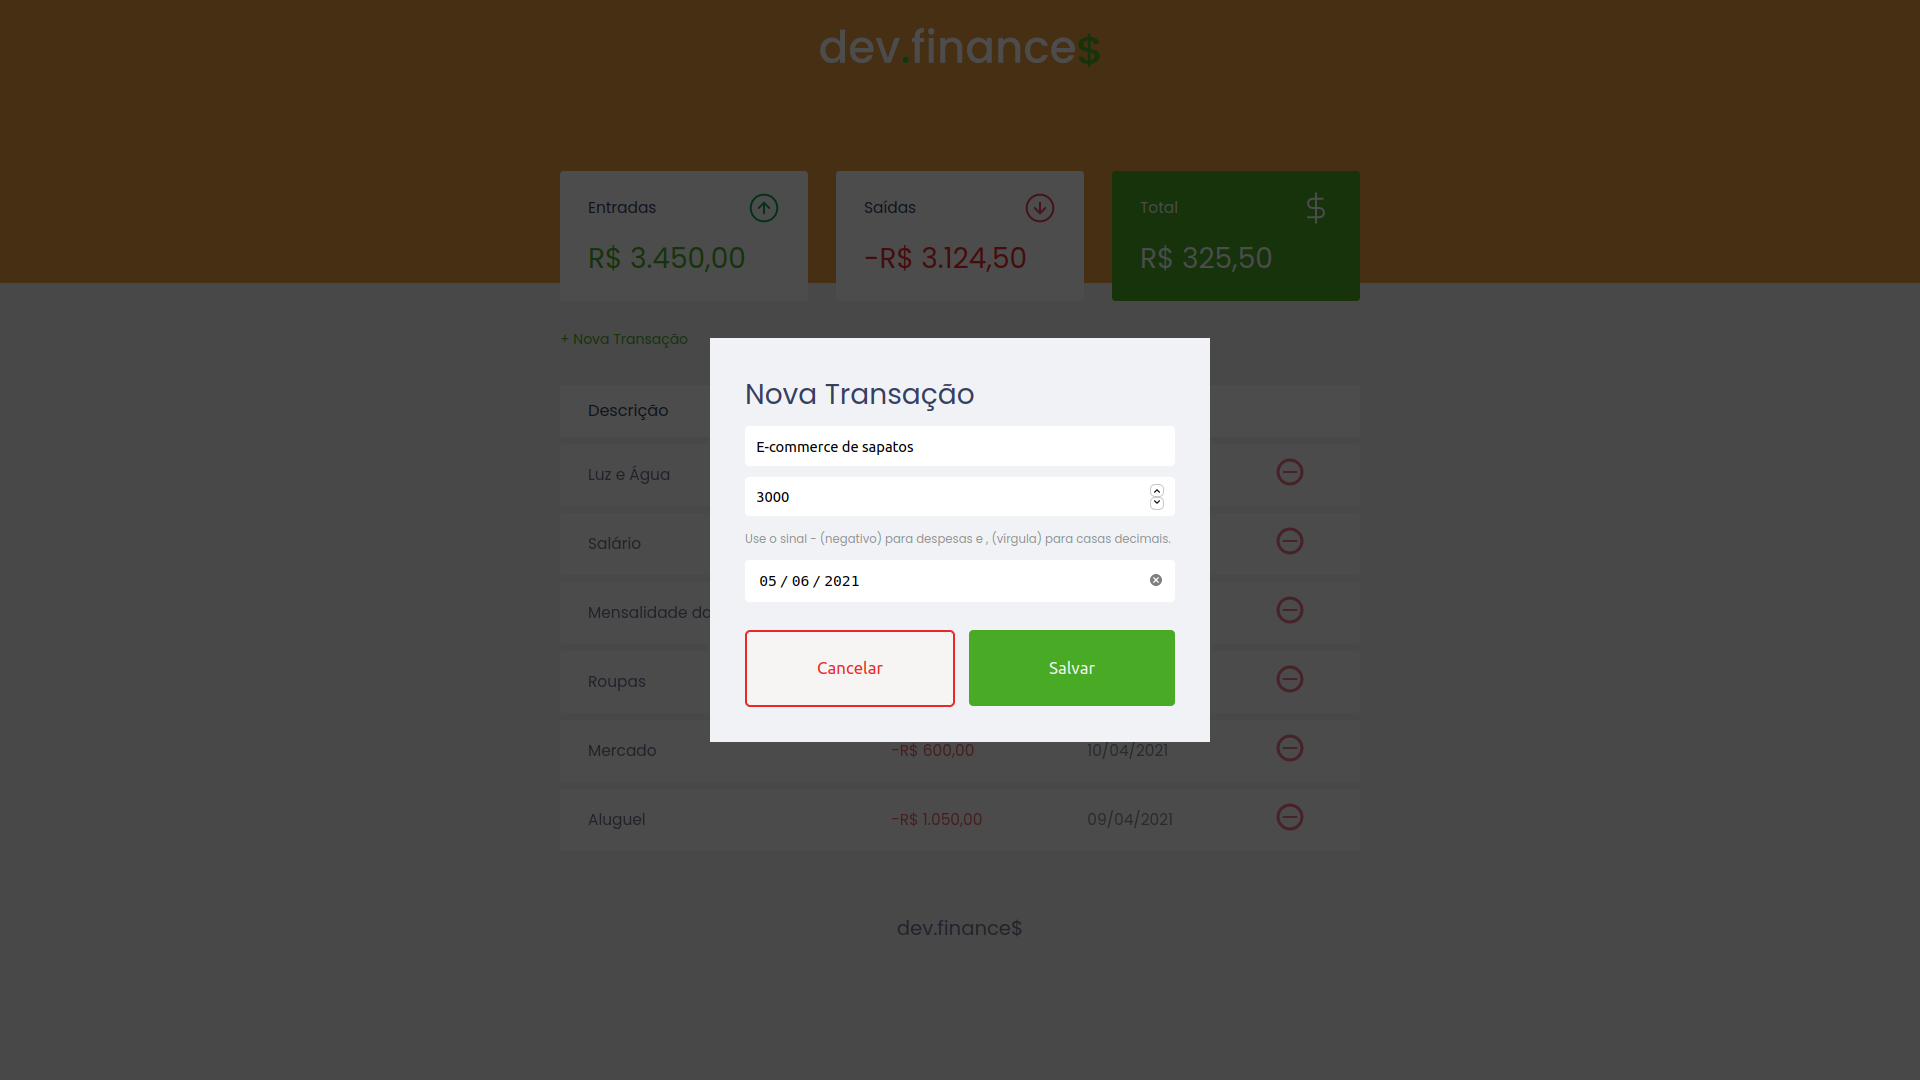 dev.finance$
Entradas
R$ 3.450,00
Saídas
-R$ 3.124,50
Total
$
R$ 325,50
+ Nova Transação
Nova Transação
E-commerce de sapatos
3000
Use o sinal - (negativo) para despesas e , (vírgula) para casas decimais.
05 / 06 / 2021
Cancelar
Salvar
Descrição
Luz e Água
Salário
Mensalidade da
Roupas
Mercado -R$ 600,00 10/04/2021
Aluguel -R$ 1.050,00 09/04/2021
dev.finance$